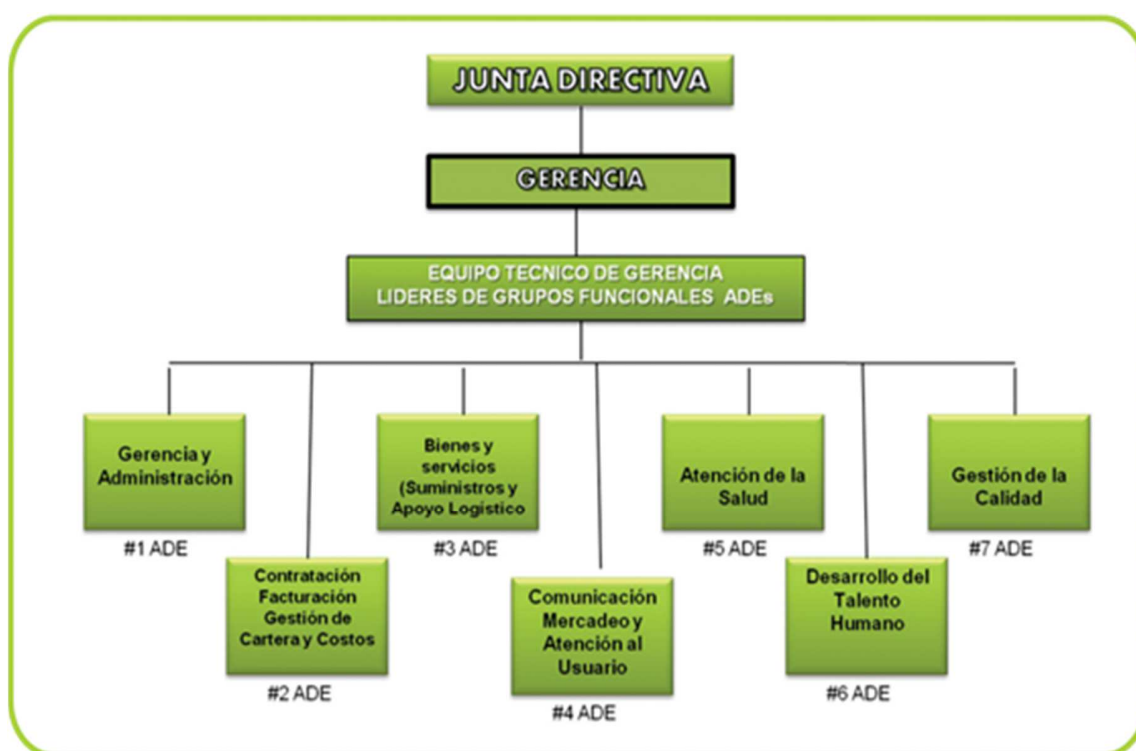 JUNTA DIRECTIVA
GERENCIA
EQUIPO TECNICO DE GERENCIA
LIDERES DE GRUPOS FUNCIONALES ADEs
Gerencia y
Administración
#1 ADE
Contratación
Facturación
Gestión de
Cartera y Costos
#2 ADE
Bienes y
servicios
(Suministros y
Apoyo Logístico
#3 ADE
Comunicación
Mercadeo y
Atención al
Usuario
#4 ADE
Atención de la
Salud
#5 ADE
Desarrollo del
Talento
Humano
#6 ADE
Gestión de la
Calidad
#7 ADE